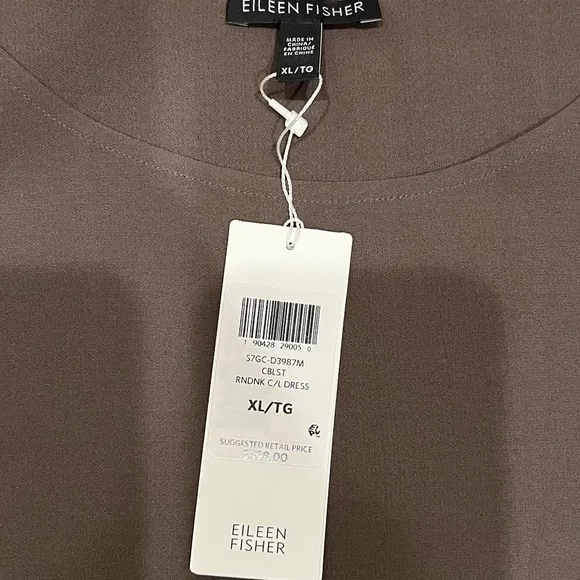 EILEEN FISHER
MADE IN
CHINA/
FABRIQUÉ
EN CHINE
XL/TG
1 90428 29005 0
S7GC-D3987M
CBLST
RNDNK C/L DRESS
XL/TG
SUGGESTED RETAIL PRICE
EILEEN
FISHER